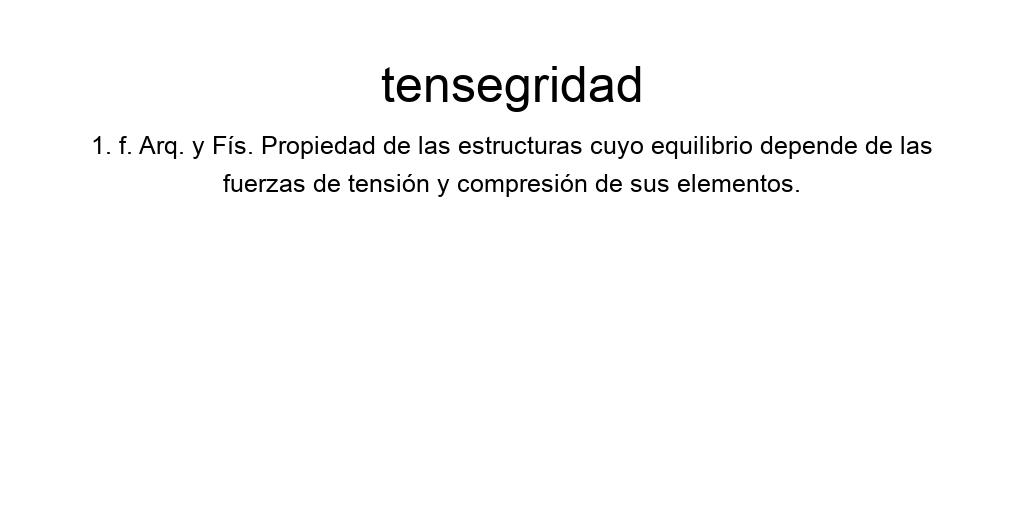 tensegridad
1. f. Arq. y Fís. Propiedad de las estructuras cuyo equilibrio depende de las
fuerzas de tensión y compresión de sus elementos.